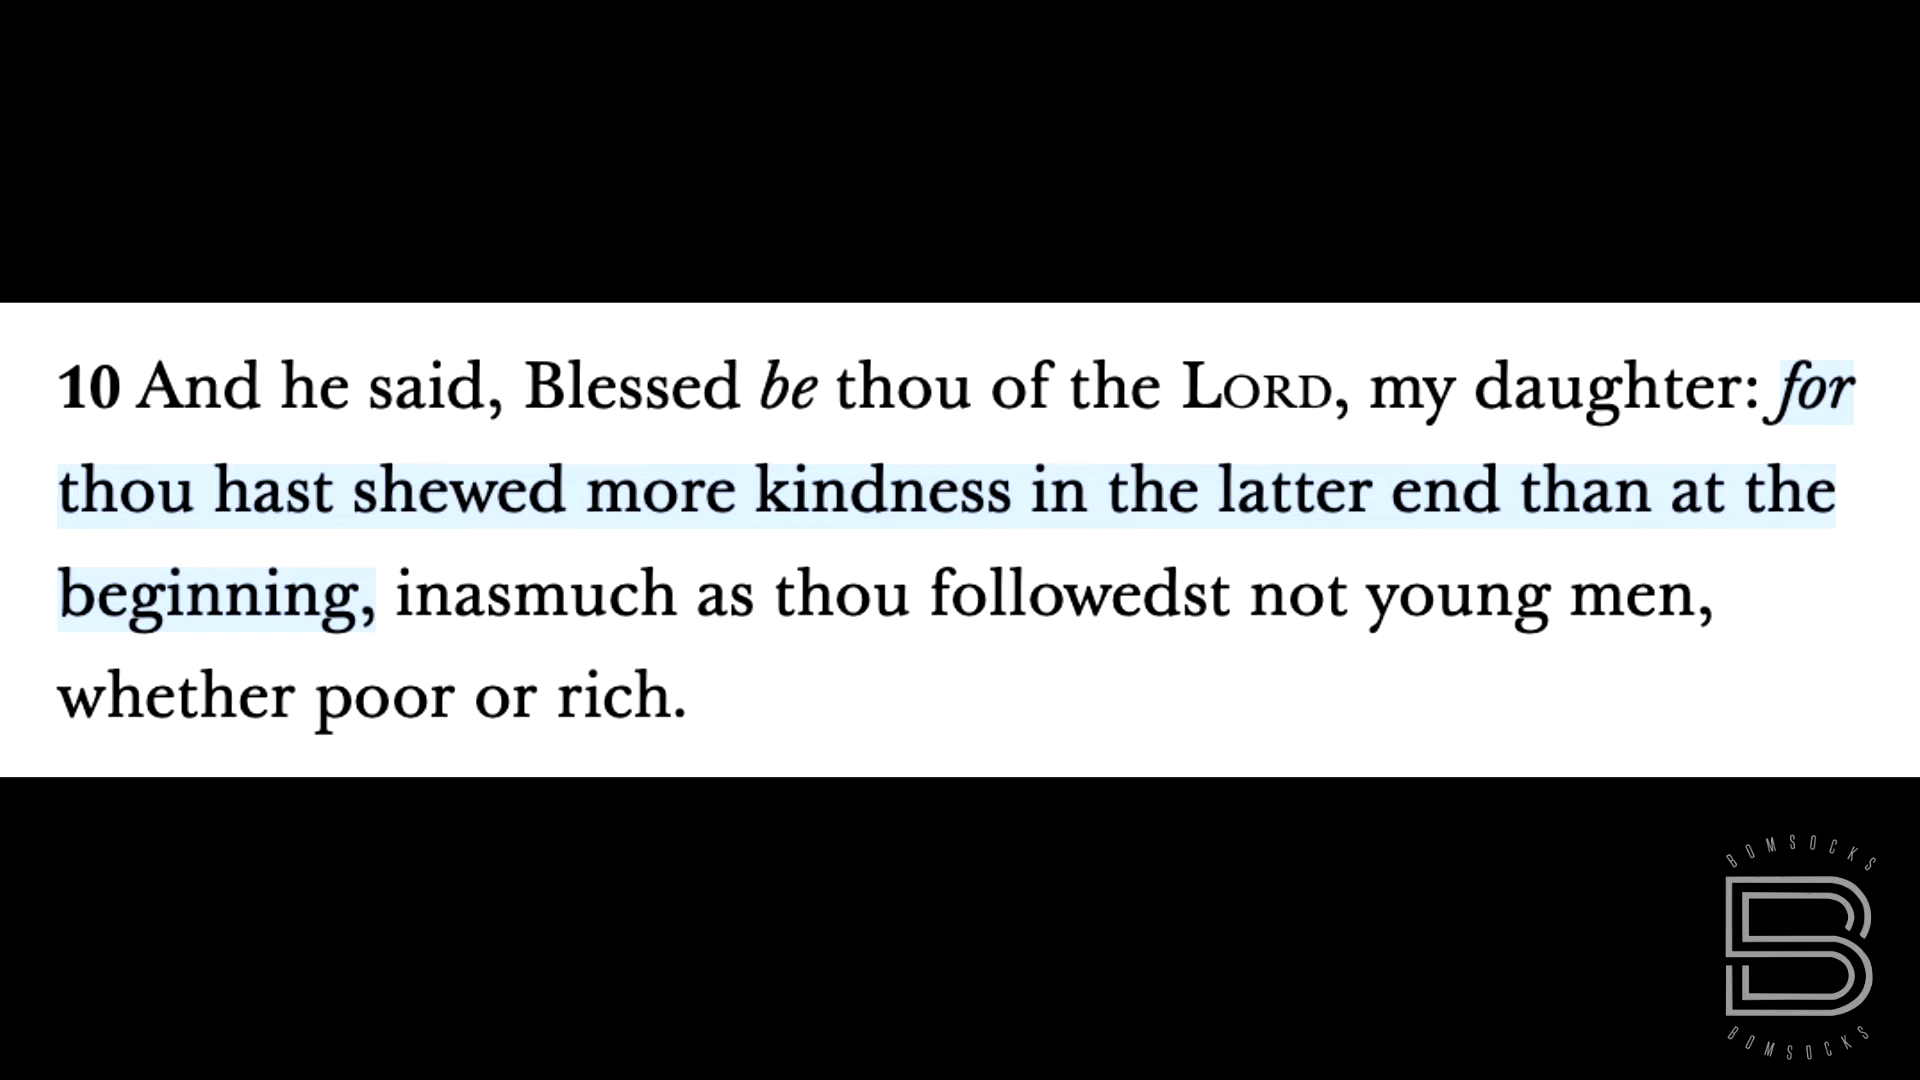 10 And he said, Blessed be thou of the LORD, my daughter: for
thou hast shewed more kindness in the latter end than at the
beginning, inasmuch as thou followedst not young men,
whether poor or rich.
BOMSOCKS
B
BOMSOCKS